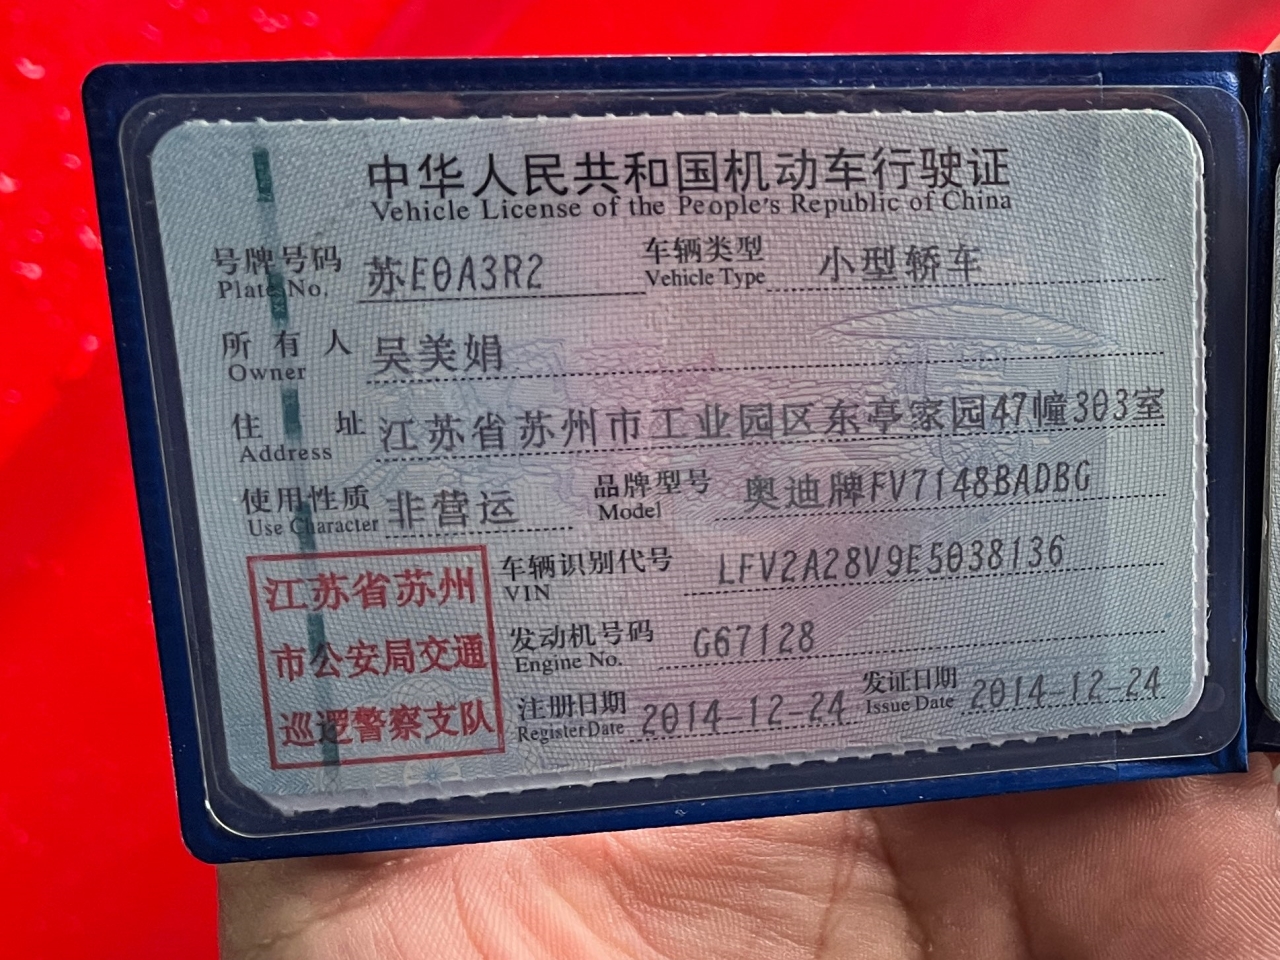 中华人民共和国机动车行驶证
Vehicle License of the People's Republic of China
号牌号码 苏E0A3R2 车辆类型 小型轿车
Plate No. Vehicle Type
所有人 吴美娟
Owner
住址 江苏省苏州市工业园区东亭家园47幢303室
Address
使用性质 非营运 品牌型号 奥迪牌FV7148BADBG
Use Character Model
江苏省苏州
市公安局交通
巡逻警察支队
车辆识别代号 LFV2A28V9E5038136
VIN
发动机号码 G67128
Engine No.
注册日期 2014-12-24 发证日期 2014-12-24
Register Date Issue Date